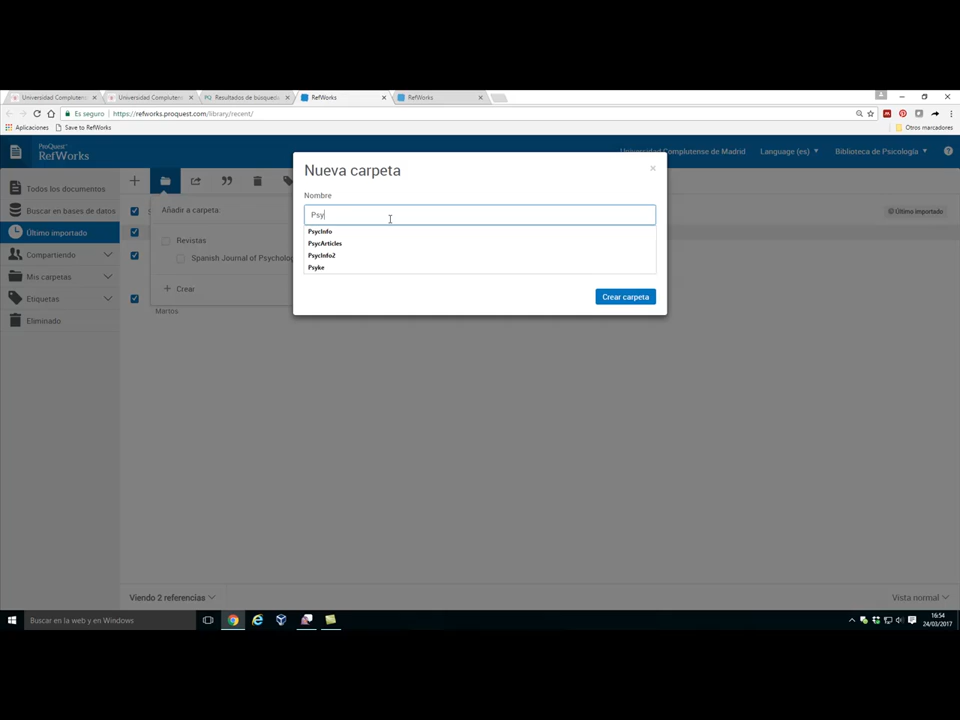 Universidad Complutens
Universidad Complutens
Resultados de búsqueda
RefWorks
RefWorks
Es seguro
https://refworks.proquest.com/library/recent/
Aplicaciones
Save to RefWorks
Otros marcadores
ProQuest
RefWorks
Universidad Complutense de Madrid
Language (es)
Biblioteca de Psicología
Todos los documentos
Buscar en bases de datos
Último importado
Compartiendo
Mis carpetas
Etiquetas
Eliminado
Añadir a carpeta:
Revistas
Spanish Journal of Psycholog
Crear
Martos
Último importado
Nueva carpeta
Nombre
Psy
PsycInfo
PsycArticles
PsycInfo2
Psyke
Crear carpeta
Viendo 2 referencias
Vista normal
Buscar en la web y en Windows
16:54
24/03/2017